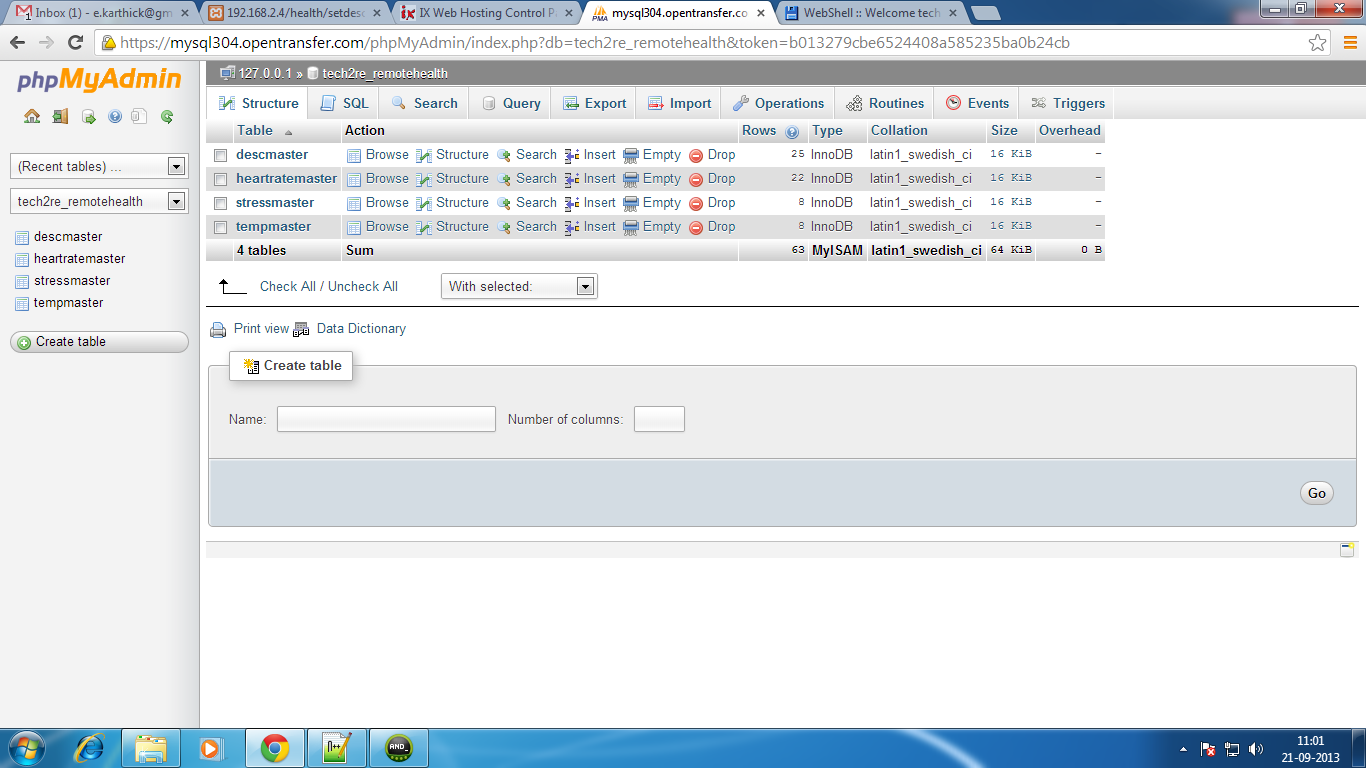 Inbox (1) - e.karthick@gm
192.168.2.4/health/setdesc
IX Web Hosting Control P
mysql304.opentransfer.co
WebShell :: Welcome tech
https://mysql304.opentransfer.com/phpMyAdmin/index.php?db=tech2re_remotehealth&token=b013279cbe6524408a585235ba0b24cb
phpMyAdmin
(Recent tables) ...
tech2re_remotehealth
descmaster
heartratemaster
stressmaster
tempmaster
Create table
127.0.0.1 » tech2re_remotehealth
Structure SQL Search Query Export Import Operations Routines Events Triggers
Table Action Rows Type Collation Size Overhead
descmaster Browse Structure Search Insert Empty Drop 25 InnoDB latin1_swedish_ci 16 KiB -
heartratemaster Browse Structure Search Insert Empty Drop 22 InnoDB latin1_swedish_ci 16 KiB -
stressmaster Browse Structure Search Insert Empty Drop 8 InnoDB latin1_swedish_ci 16 KiB -
tempmaster Browse Structure Search Insert Empty Drop 8 InnoDB latin1_swedish_ci 16 KiB -
4 tables Sum 63 MyISAM latin1_swedish_ci 64 KiB 0 B
Check All / Uncheck All With selected:
Print view Data Dictionary
Create table
Name: Number of columns:
Go
11:01
21-09-2013